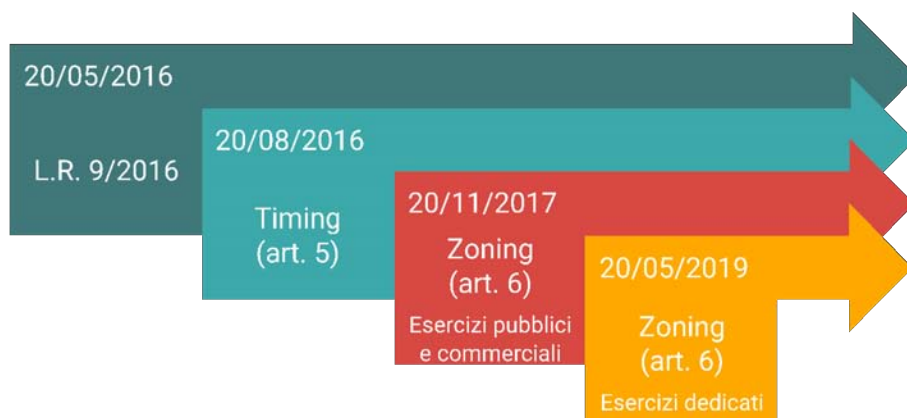 20/05/2016
L.R. 9/2016
20/08/2016
Timing
(art. 5)
20/11/2017
Zoning
(art. 6)
Esercizi pubblici
e commerciali
20/05/2019
Zoning
(art. 6)
Esercizi dedicati